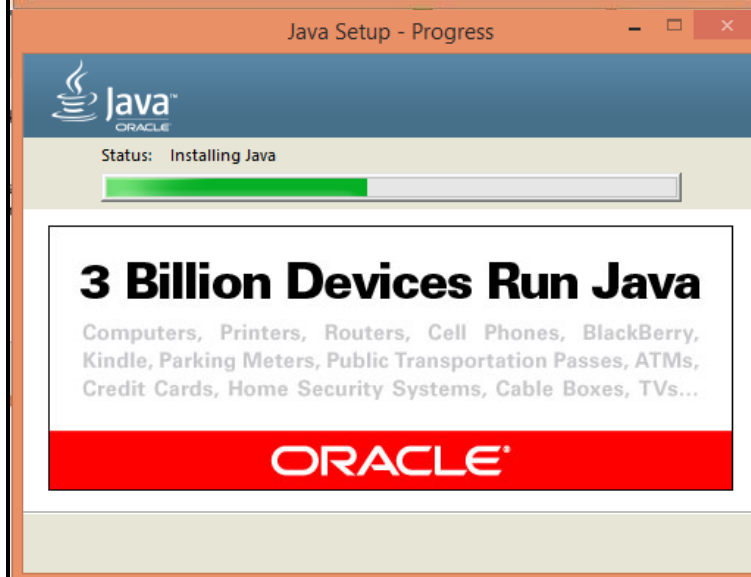 Java Setup - Progress
Java™
ORACLE
Status: Installing Java
3 Billion Devices Run Java
Computers, Printers, Routers, Cell Phones, BlackBerry,
Kindle, Parking Meters, Public Transportation Passes, ATMs,
Credit Cards, Home Security Systems, Cable Boxes, TVs...
ORACLE®